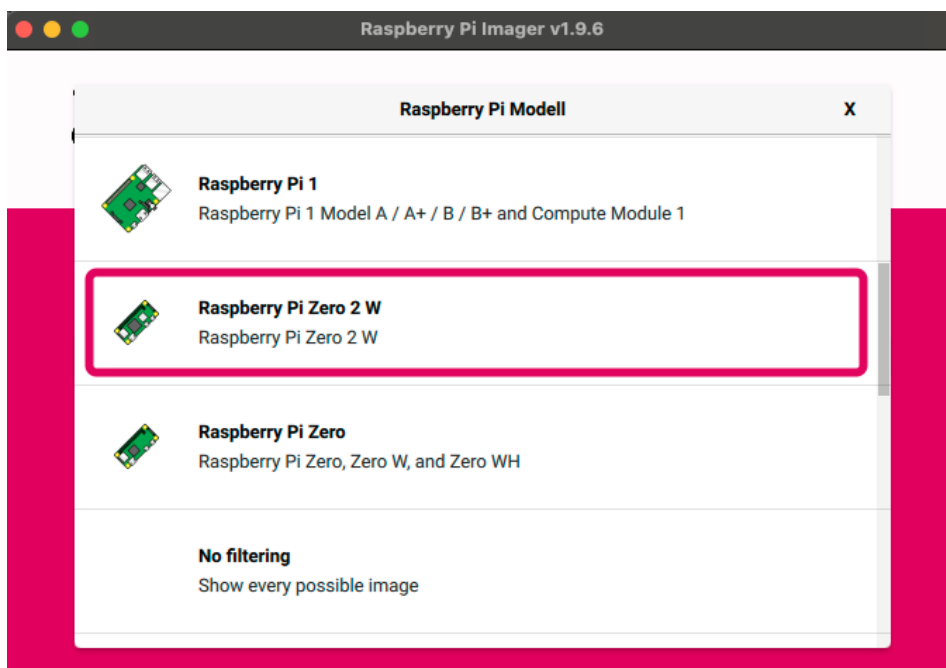 Raspberry Pi Imager v1.9.6
Raspberry Pi Modell X
Raspberry Pi 1
Raspberry Pi 1 Model A / A+ / B / B+ and Compute Module 1
Raspberry Pi Zero 2 W
Raspberry Pi Zero 2 W
Raspberry Pi Zero
Raspberry Pi Zero, Zero W, and Zero WH
No filtering
Show every possible image